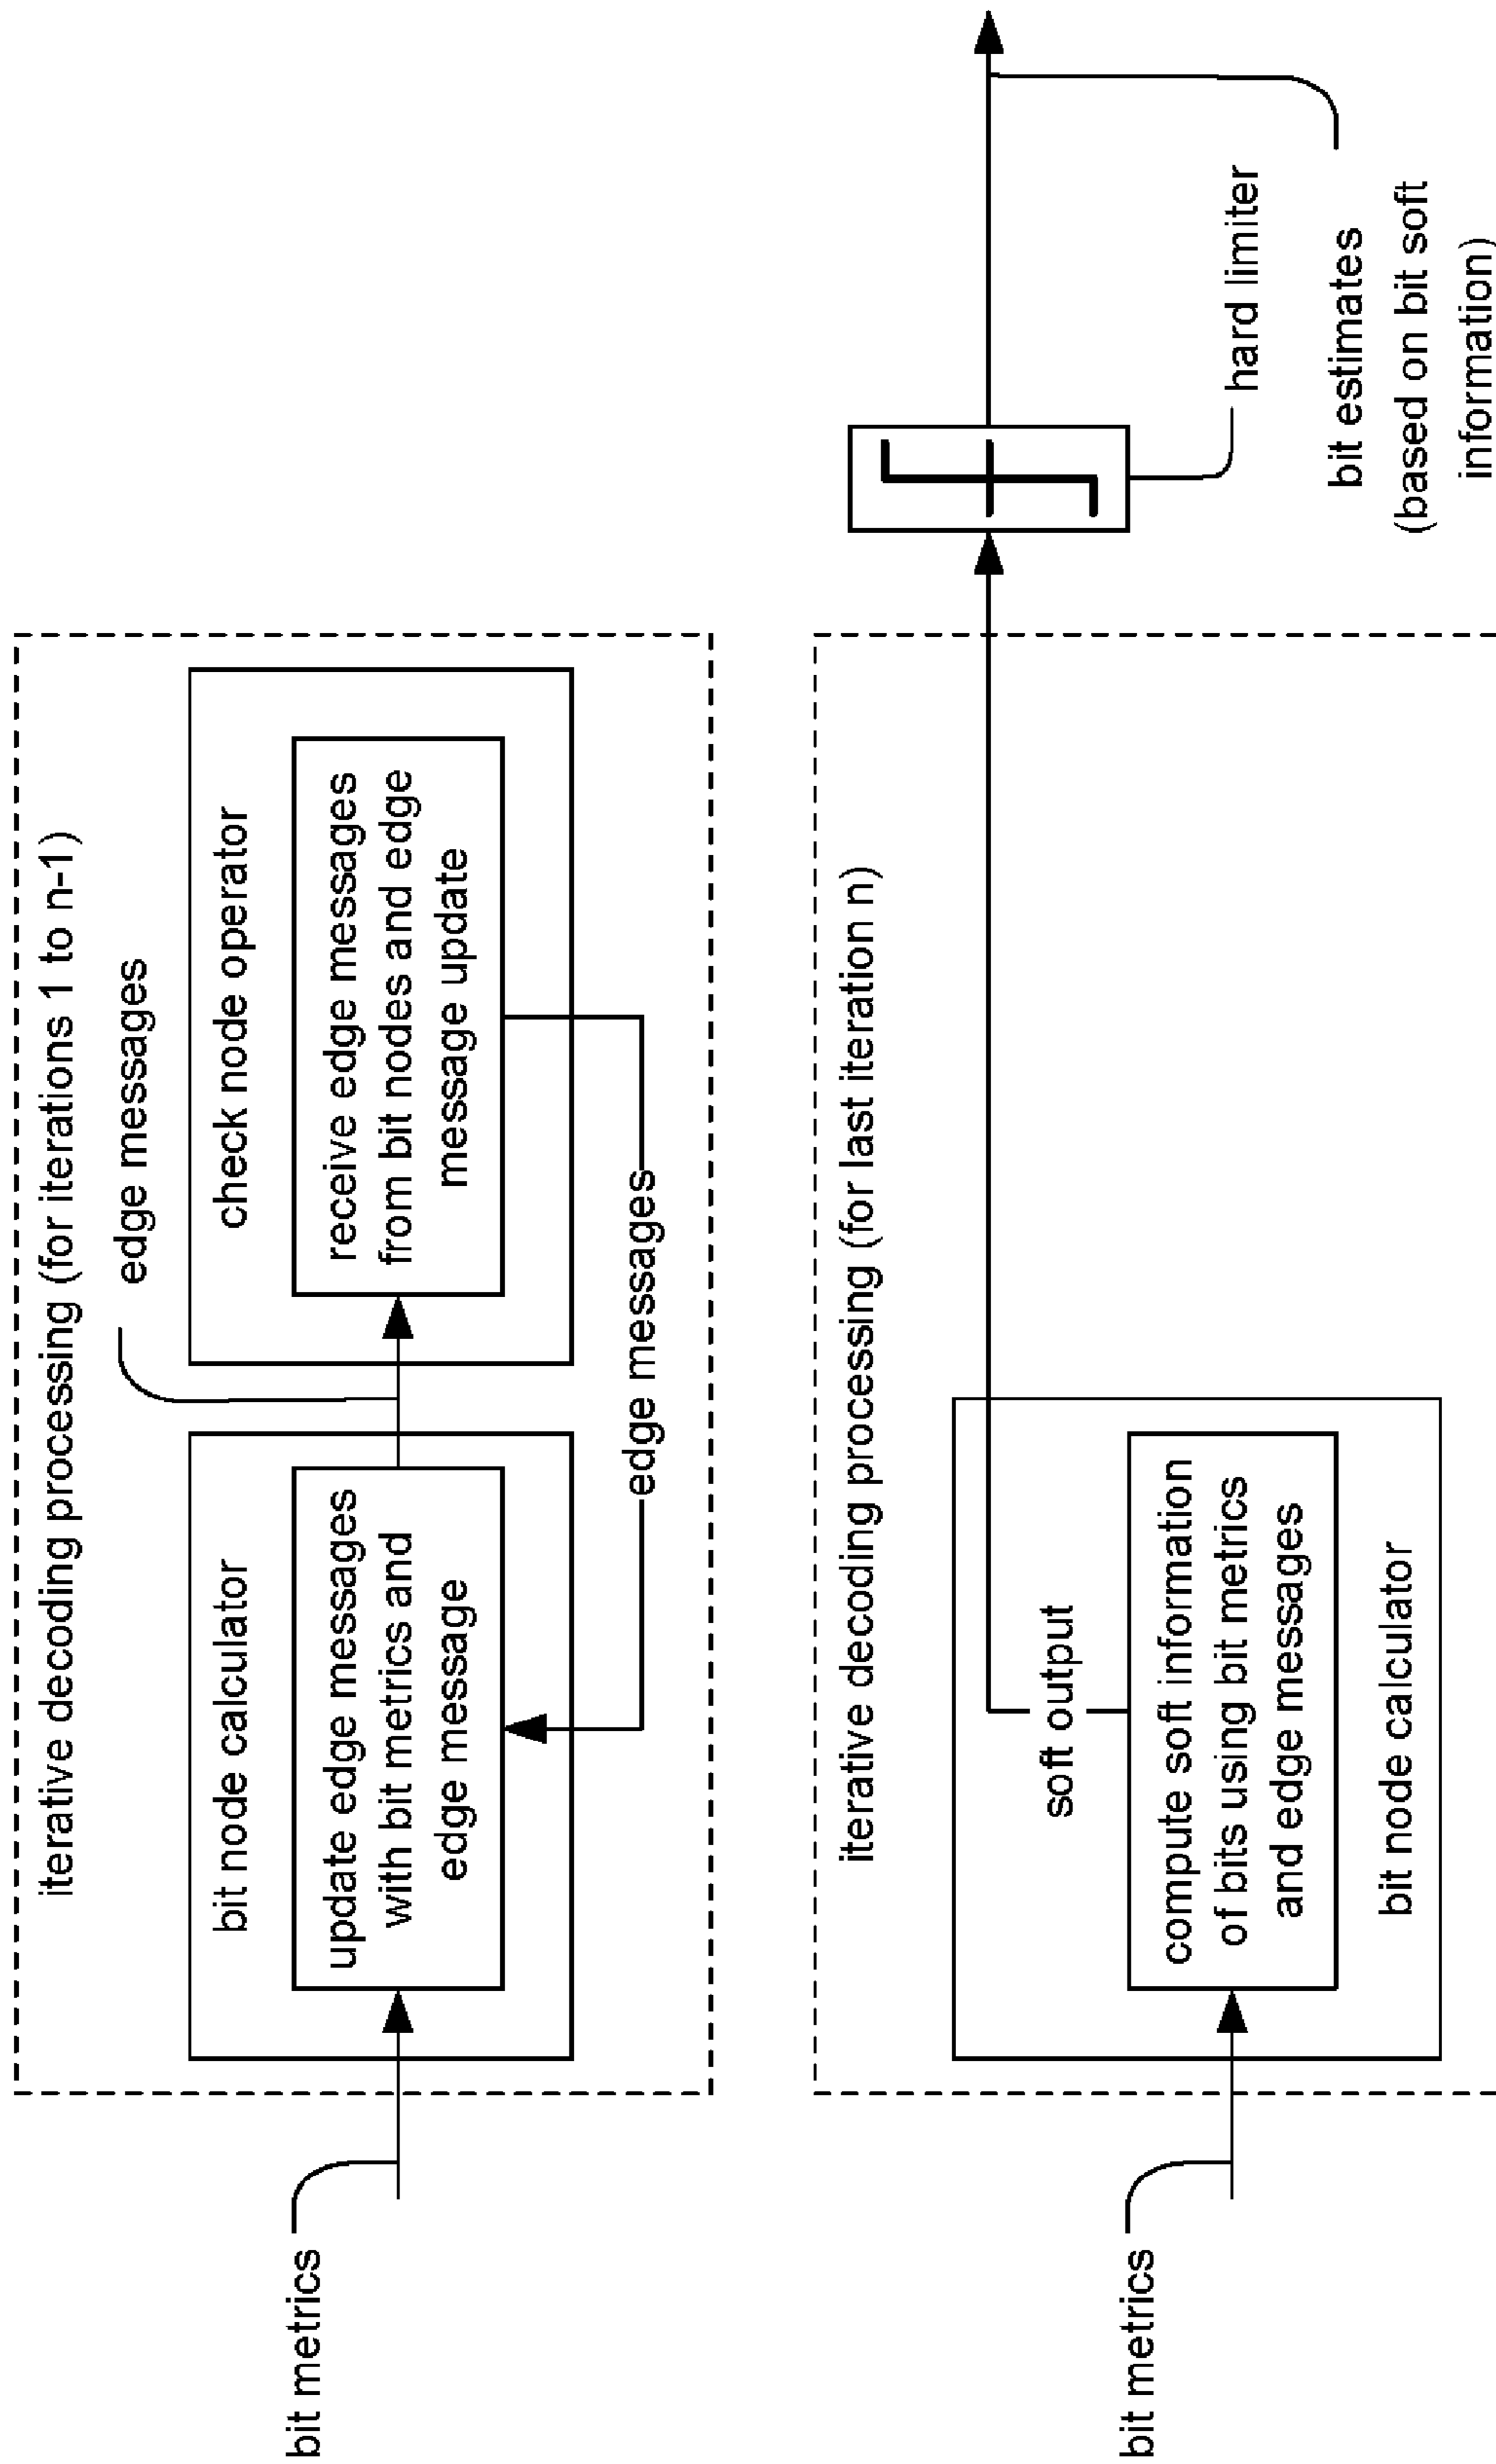 iterative decoding processing (for iterations 1 to n-1)
edge messages
bit metrics
bit node calculator
update edge messages
with bit metrics and
edge message
check node operator
receive edge messages
from bit nodes and edge
message update
edge messages
iterative decoding processing (for last iteration n)
bit metrics
soft output
compute soft information
of bits using bit metrics
and edge messages
bit node calculator
hard limiter
bit estimates
(based on bit soft
information)